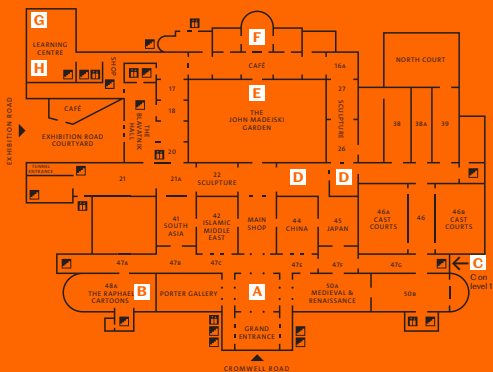 G
LEARNING
CENTRE
H
SHOP
F
CAFÉ
16A
NORTH COURT
17
18
20
E
THE
JOHN MADEJSKI
GARDEN
27
SCULPTURE
26
38
38A
39
CAFÉ
EXHIBITION ROAD
COURTYARD
THE
BLAVATNIK
HALL
EXHIBITION ROAD
TUNNEL
ENTRANCE
21
21A
22
SCULPTURE
D
D
41
SOUTH
ASIA
42
ISLAMIC
MIDDLE
EAST
MAIN
SHOP
44
CHINA
45
JAPAN
46A
CAST
COURTS
46
46B
CAST
COURTS
47A
47B
47C
47E
47F
47G
C
C on
level 1
48A
THE RAPHAEL
CARTOONS
B
PORTER GALLERY
A
50A
MEDIEVAL &
RENAISSANCE
50B
GRAND
ENTRANCE
CROMWELL ROAD